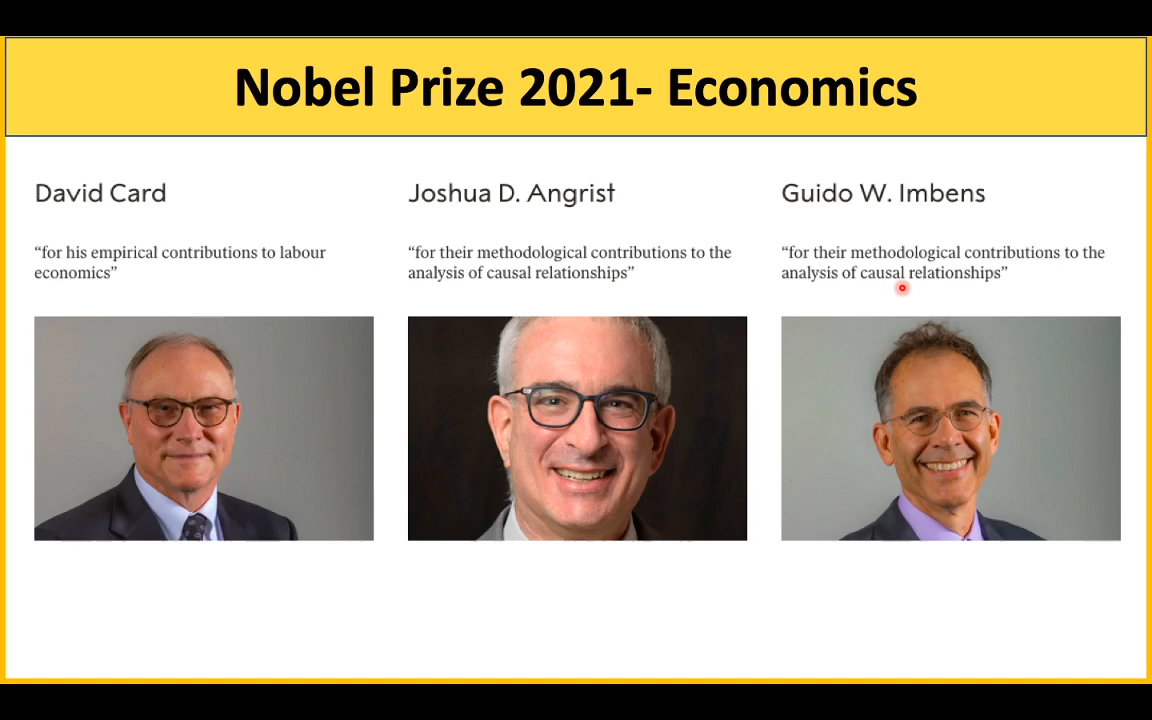 Nobel Prize 2021- Economics
David Card
“for his empirical contributions to labour
economics”
Joshua D. Angrist
“for their methodological contributions to the
analysis of causal relationships”
Guido W. Imbens
“for their methodological contributions to the
analysis of causal relationships”